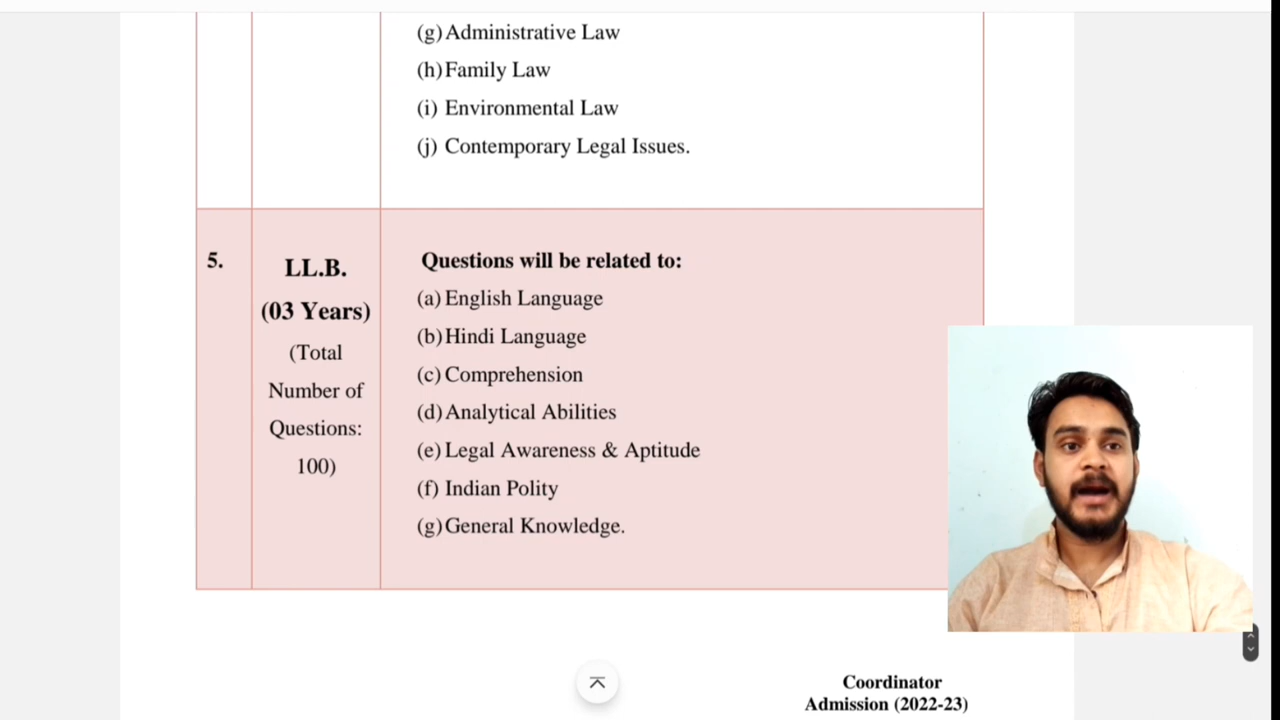 (g) Administrative Law
(h) Family Law
(i) Environmental Law
(j) Contemporary Legal Issues.
5.
LL.B.
(03 Years)
(Total
Number of
Questions:
100)
Questions will be related to:
(a) English Language
(b) Hindi Language
(c) Comprehension
(d) Analytical Abilities
(e) Legal Awareness & Aptitude
(f) Indian Polity
(g) General Knowledge.
Coordinator
Admission (2022-23)